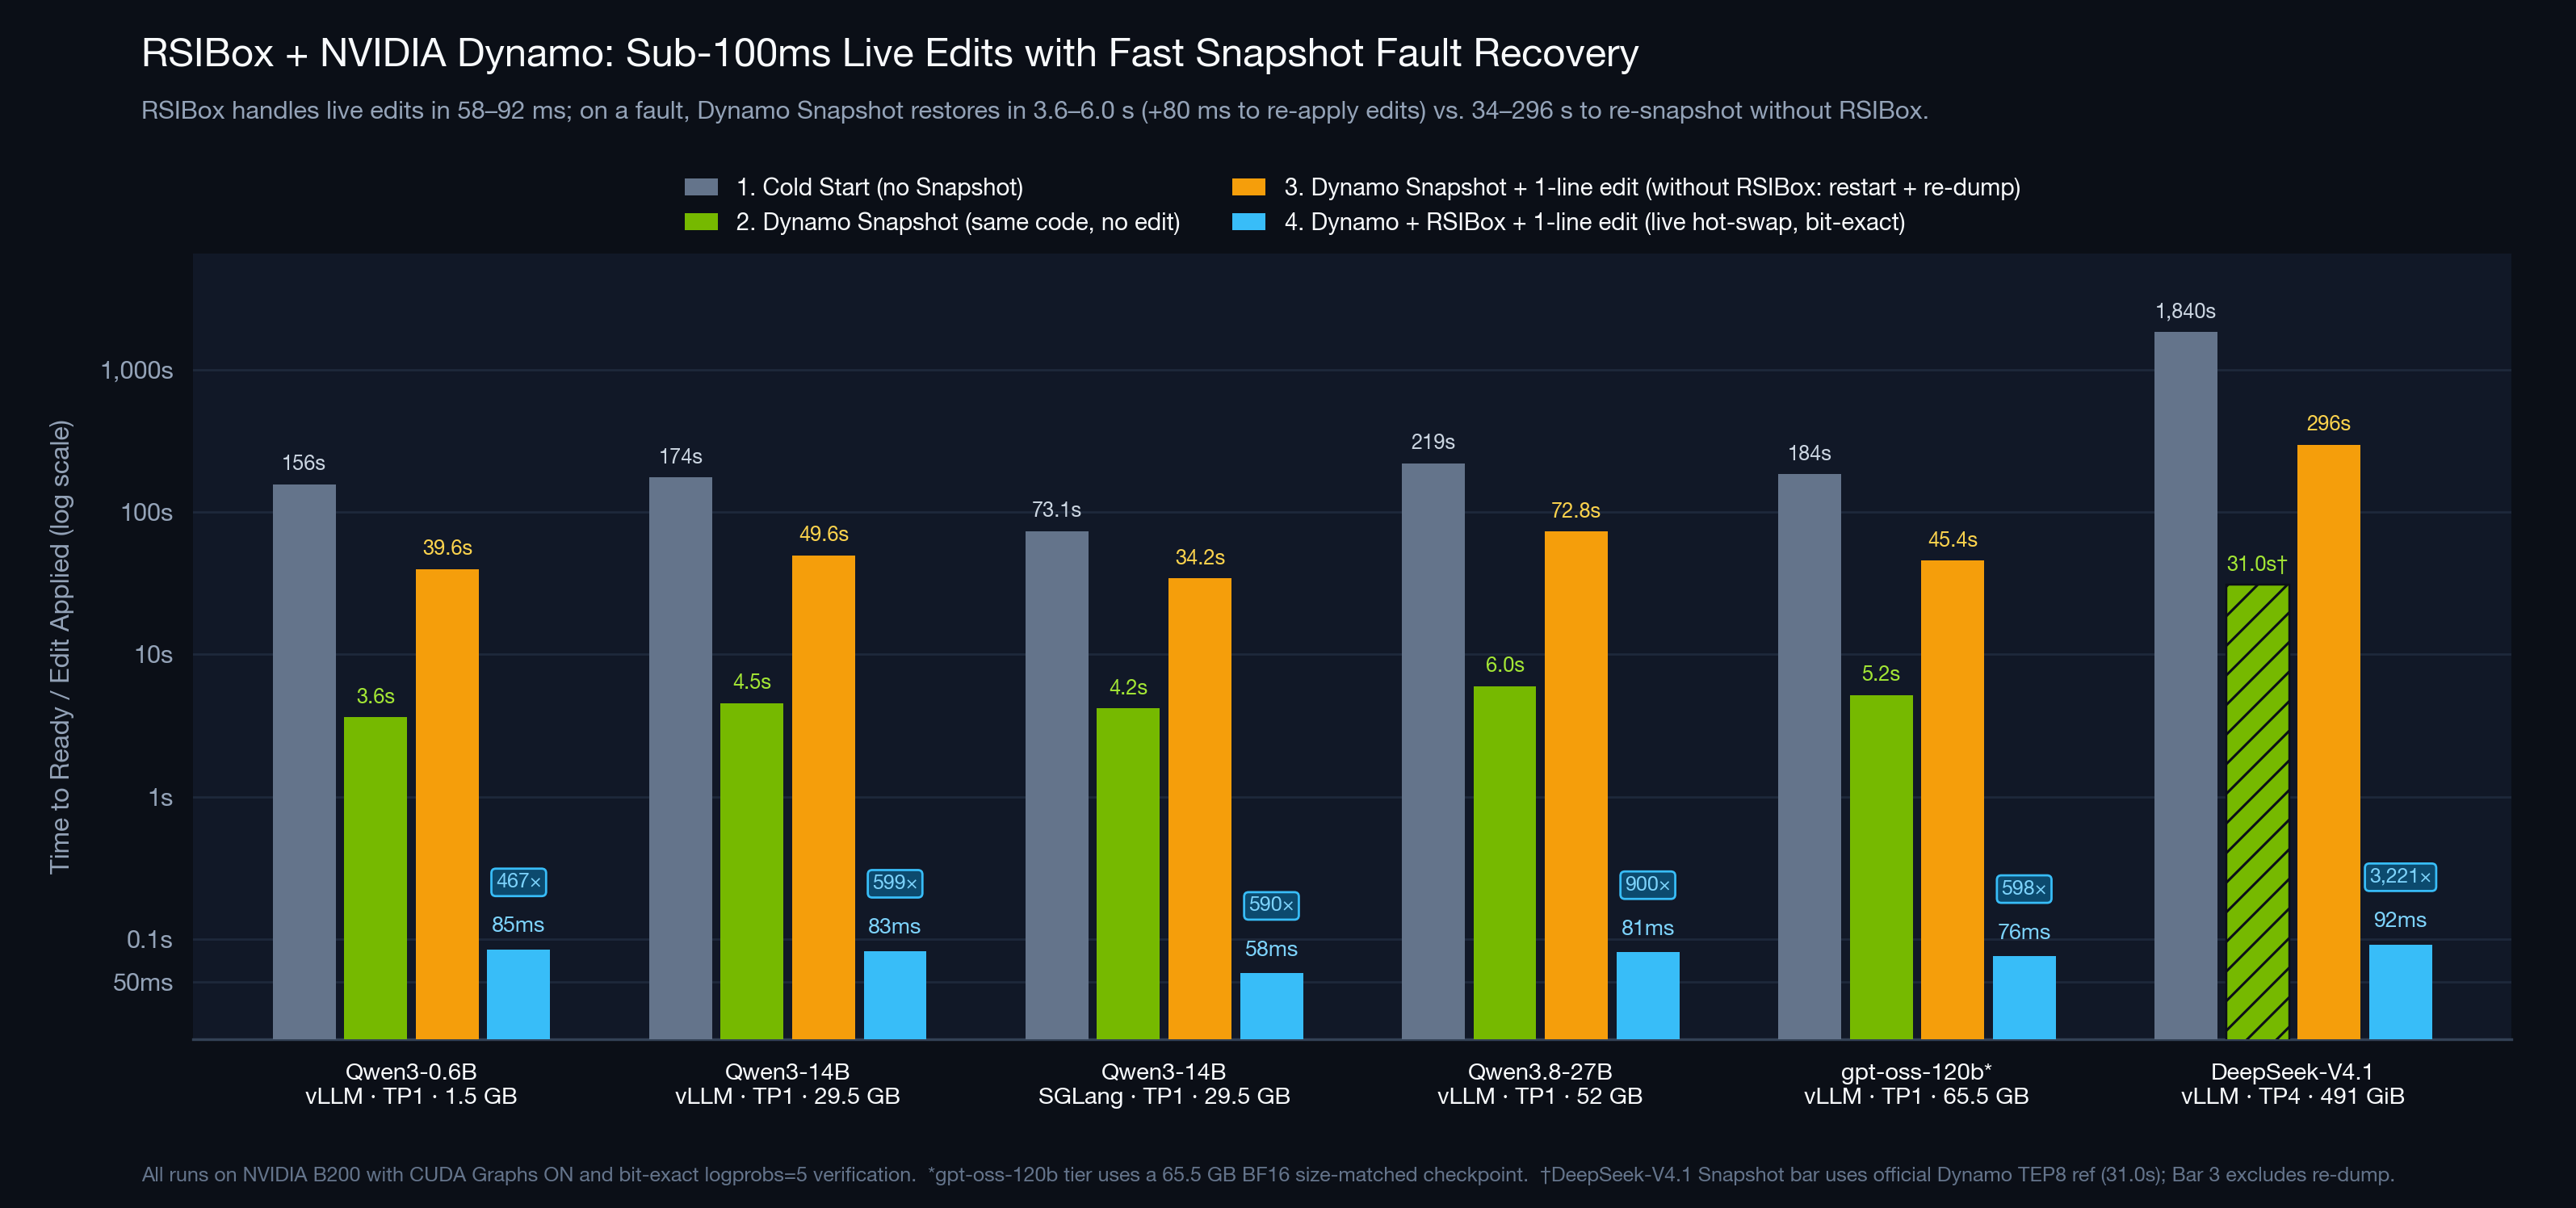 RSIBox + NVIDIA Dynamo: Sub-100ms Live Edits with Fast Snapshot Fault Recovery
RSIBox handles live edits in 58–92 ms; on a fault, Dynamo Snapshot restores in 3.6–6.0 s (+80 ms to re-apply edits) vs. 34–296 s to re-snapshot without RSIBox.
1. Cold Start (no Snapshot)
2. Dynamo Snapshot (same code, no edit)
3. Dynamo Snapshot + 1-line edit (without RSIBox: restart + re-dump)
4. Dynamo + RSIBox + 1-line edit (live hot-swap, bit-exact)
Time to Ready / Edit Applied (log scale)
1,000s
100s
10s
1s
0.1s
50ms
156s
3.6s
39.6s
467×
85ms
174s
4.5s
49.6s
599×
83ms
73.1s
4.2s
34.2s
590×
58ms
219s
6.0s
72.8s
900×
81ms
184s
5.2s
45.4s
598×
76ms
1,840s
31.0s†
296s
3,221×
92ms
Qwen3-0.6B
vLLM · TP1 · 1.5 GB
Qwen3-14B
vLLM · TP1 · 29.5 GB
Qwen3-14B
SGLang · TP1 · 29.5 GB
Qwen3.8-27B
vLLM · TP1 · 52 GB
gpt-oss-120b*
vLLM · TP1 · 65.5 GB
DeepSeek-V4.1
vLLM · TP4 · 491 GiB
All runs on NVIDIA B200 with CUDA Graphs ON and bit-exact logprobs=5 verification.  *gpt-oss-120b tier uses a 65.5 GB BF16 size-matched checkpoint.  †DeepSeek-V4.1 Snapshot bar uses official Dynamo TEP8 ref (31.0s); Bar 3 excludes re-dump.